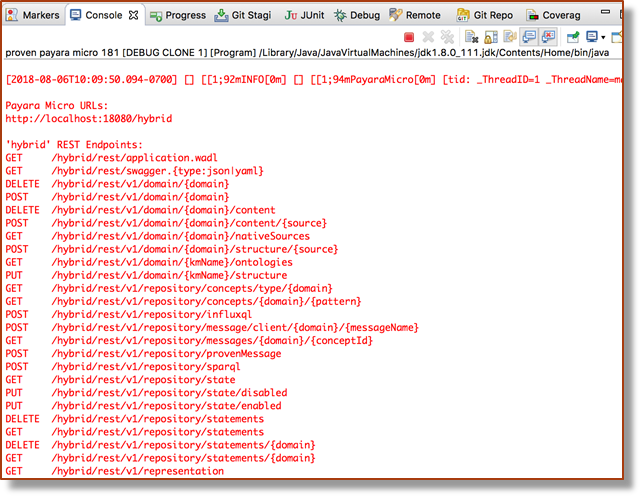 Markers Console Progress Git Stagi JUnit Debug Remote Git Repo Coverag
proven payara micro 181 [DEBUG CLONE 1] [Program] /Library/Java/JavaVirtualMachines/jdk1.8.0_111.jdk/Contents/Home/bin/java
[2018-08-06T10:09:50.094-0700] [] [[1;92mINFO[0m] [] [[1;94mPayaraMicro[0m] [tid: _ThreadID=1 _ThreadName=
Payara Micro URLs:
http://localhost:18080/hybrid
'hybrid' REST Endpoints:
GET /hybrid/rest/application.wadl
GET /hybrid/rest/swagger.{type:json|yaml}
DELETE /hybrid/rest/v1/domain/{domain}
POST /hybrid/rest/v1/domain/{domain}
DELETE /hybrid/rest/v1/domain/{domain}/content
POST /hybrid/rest/v1/domain/{domain}/content/{source}
GET /hybrid/rest/v1/domain/{domain}/nativeSources
POST /hybrid/rest/v1/domain/{domain}/structure/{source}
GET /hybrid/rest/v1/domain/{kmName}/ontologies
PUT /hybrid/rest/v1/domain/{kmName}/structure
GET /hybrid/rest/v1/repository/concepts/type/{domain}
GET /hybrid/rest/v1/repository/concepts/{domain}/{pattern}
POST /hybrid/rest/v1/repository/influxql
POST /hybrid/rest/v1/repository/message/client/{domain}/{messageName}
GET /hybrid/rest/v1/repository/messages/{domain}/{conceptId}
POST /hybrid/rest/v1/repository/provenMessage
POST /hybrid/rest/v1/repository/sparql
GET /hybrid/rest/v1/repository/state
PUT /hybrid/rest/v1/repository/state/disabled
PUT /hybrid/rest/v1/repository/state/enabled
DELETE /hybrid/rest/v1/repository/statements
GET /hybrid/rest/v1/repository/statements
DELETE /hybrid/rest/v1/repository/statements/{domain}
GET /hybrid/rest/v1/repository/statements/{domain}
GET /hybrid/rest/v1/representation